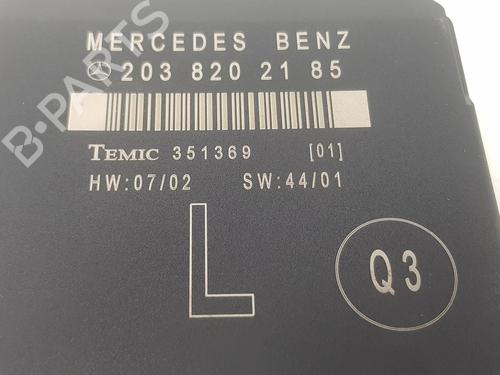 MERCEDES BENZ
203 820 21 85
TEMIC 351369 [01]
HW:07/02 SW:44/01
L
Q3
B-PARTS